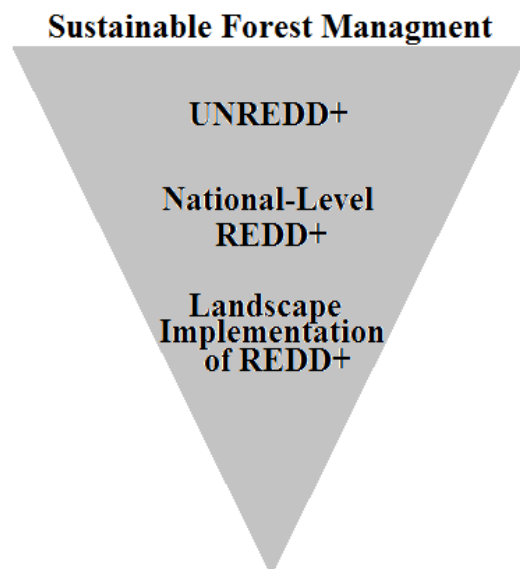 Sustainable Forest Managment
UNREDD+
National-Level
REDD+
Landscape
Implementation
of REDD+